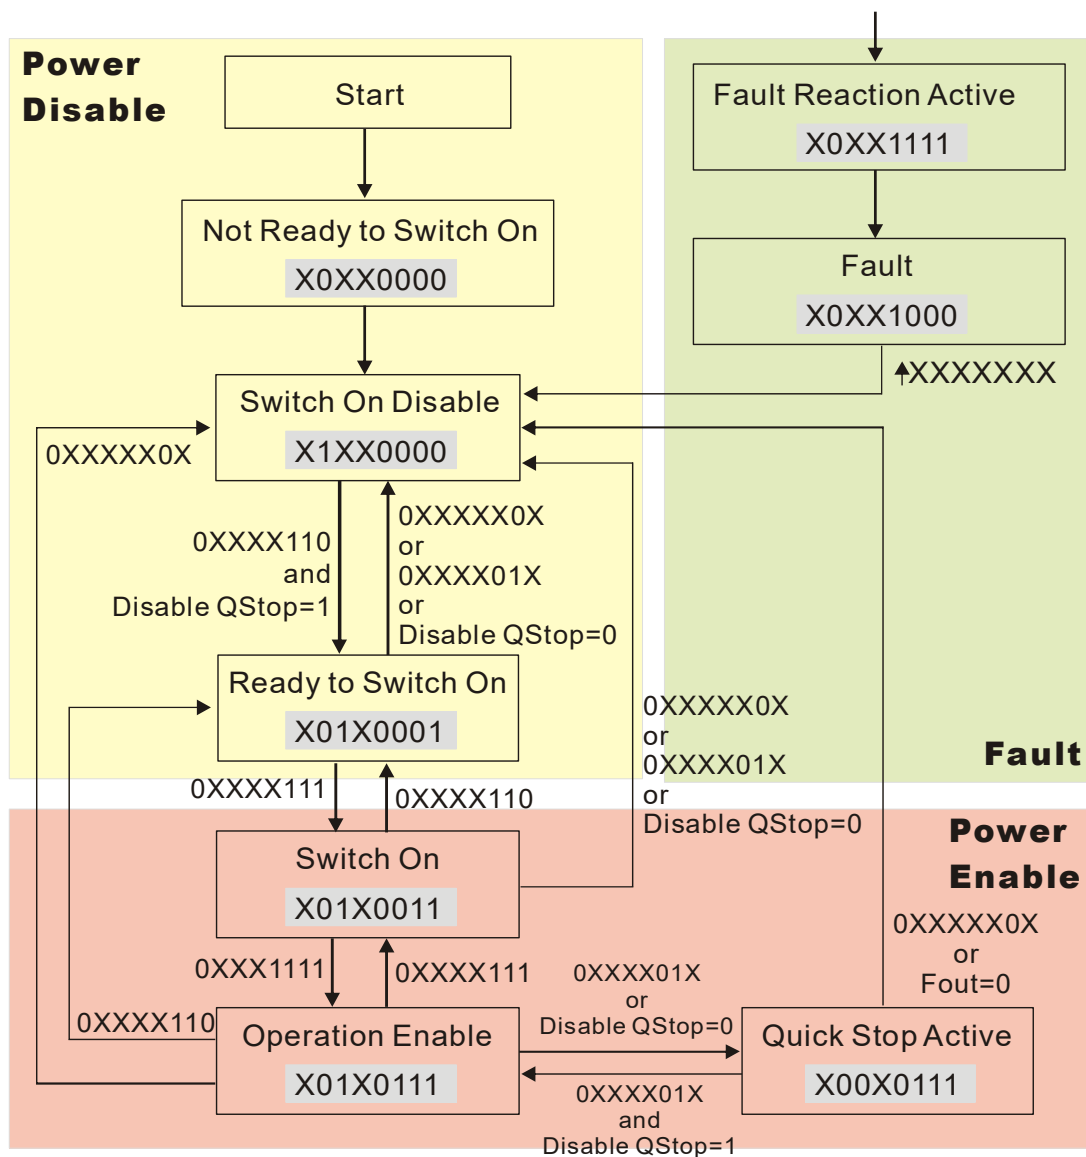 Power
Disable
Start
Not Ready to Switch On
X0XX0000
Switch On Disable
X1XX0000
0XXXXX0X
0XXXX110
and
Disable QStop=1
0XXXXX0X
or
0XXXX01X
or
Disable QStop=0
Ready to Switch On
X01X0001
0XXXX111
0XXXX110
Fault Reaction Active
X0XX1111
Fault
X0XX1000
XXXXXXX
Fault
0XXXXX0X
or
0XXXX01X
or
Disable QStop=0
Power
Enable
Switch On
X01X0011
0XXX1111
0XXXX111
0XXXX110
Operation Enable
X01X0111
0XXXX01X
or
Disable QStop=0
0XXXX01X
and
Disable QStop=1
0XXXXX0X
or
Fout=0
Quick Stop Active
X00X0111